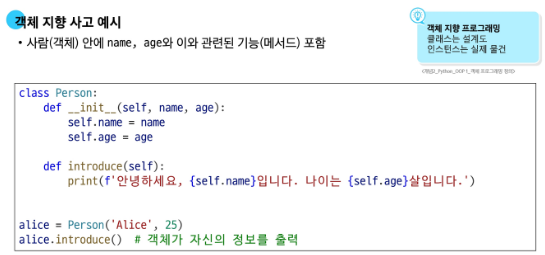 객체 지향 사고 예시
• 사람(객체) 안에 name, age와 이와 관련된 기능(메서드) 포함
객체 지향 프로그래밍
클래스는 설계도
인스턴스는 실제 물건
class Person:
    def __init__(self, name, age):
        self.name = name
        self.age = age

    def introduce(self):
        print(f'안녕하세요, {self.name}입니다. 나이는 {self.age}살입니다.')

alice = Person('Alice', 25)
alice.introduce()  # 객체가 자신의 정보를 출력